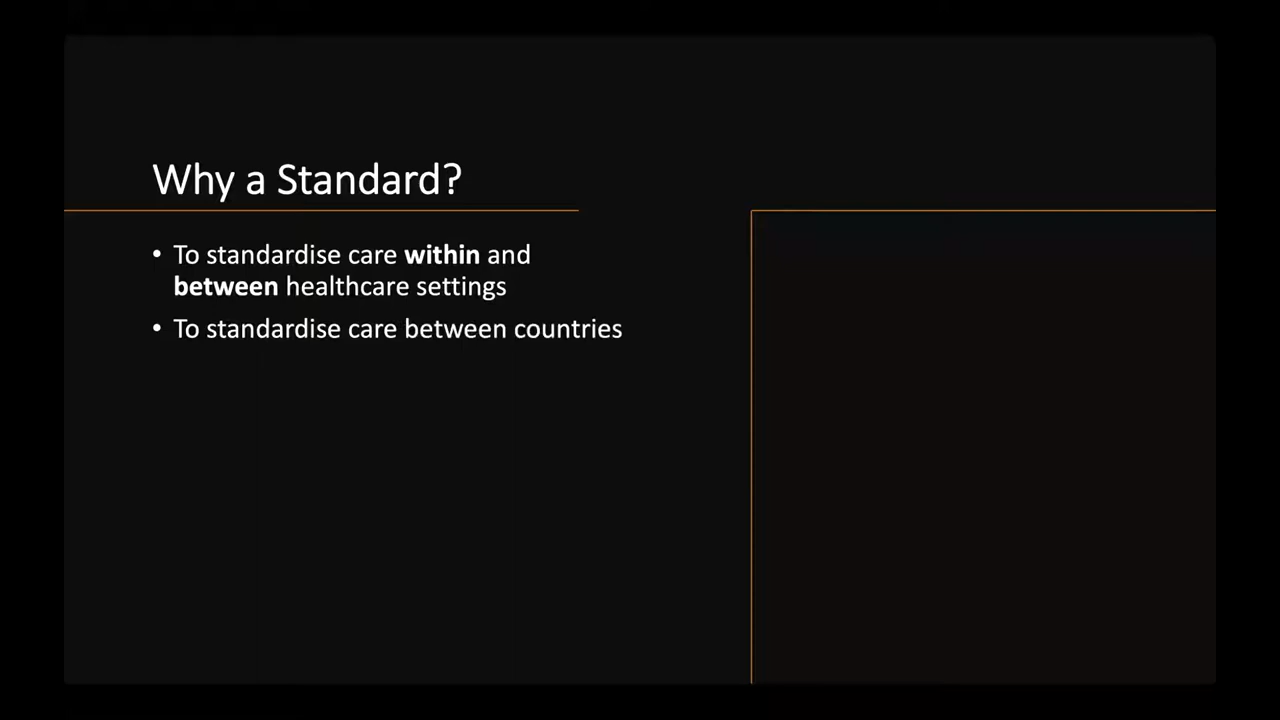 Why a Standard?
• To standardise care within and
between healthcare settings
• To standardise care between countries